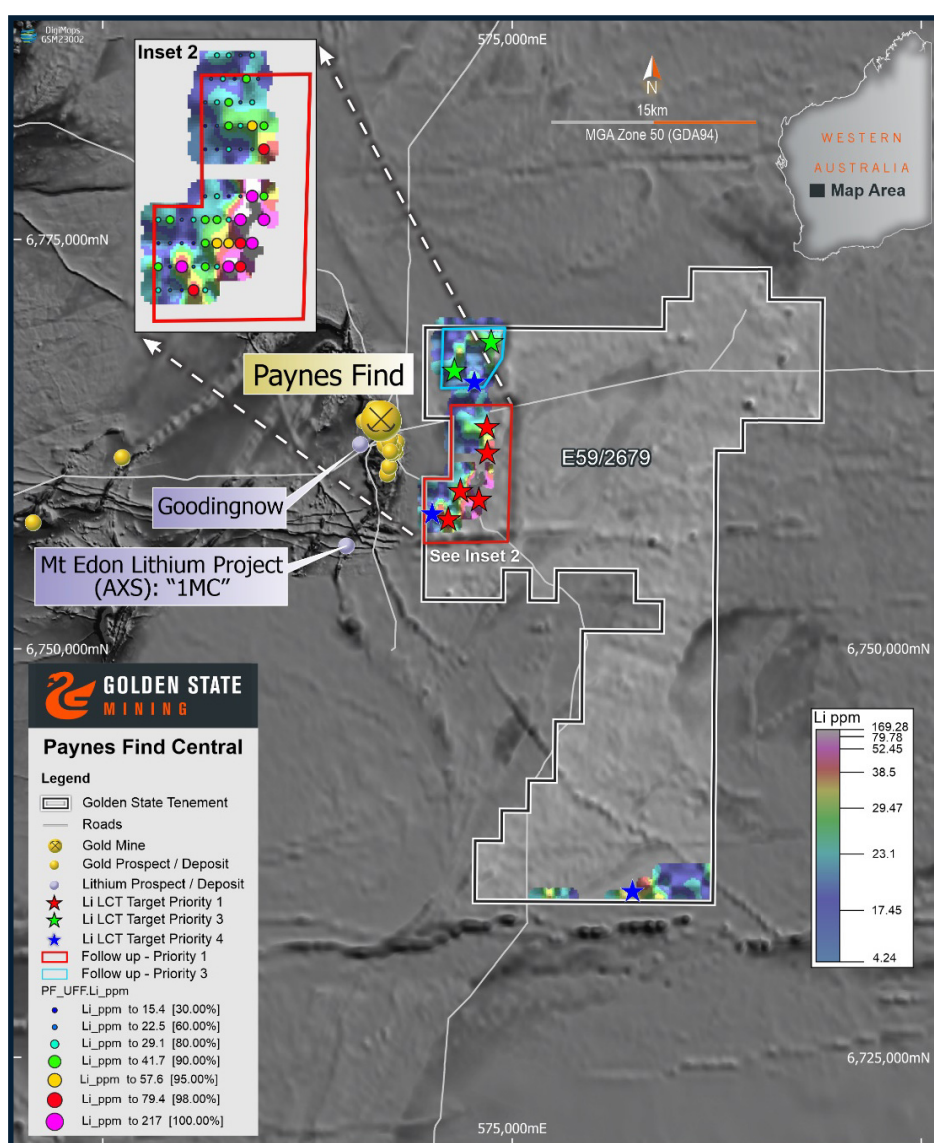 DigiMaps
GSM23002
Inset 2
575,000mE
N
15km
MGA Zone 50 (GDA94)
WESTERN
AUSTRALIA
Map Area
6,775,000mN
Paynes Find
E59/2679
Goodingnow
See Inset 2
Mt Edon Lithium Project
(AXS): “1MC”
6,750,000mN
6,750,000mN
GOLDEN STATE
MINING
Paynes Find Central
Legend
Golden State Tenement
Roads
Gold Mine
Gold Prospect / Deposit
Lithium Prospect / Deposit
Li LCT Target Priority 1
Li LCT Target Priority 3
Li LCT Target Priority 4
Follow up - Priority 1
Follow up - Priority 3
PF_UFF.Li_ppm
Li_ppm to 15.4 [30.00%]
Li_ppm to 22.5 [60.00%]
Li_ppm to 29.1 [80.00%]
Li_ppm to 41.7 [90.00%]
Li_ppm to 57.6 [95.00%]
Li_ppm to 79.4 [98.00%]
Li_ppm to 217 [100.00%]
Li ppm
169.28
79.78
52.45
38.5
29.47
23.1
17.45
4.24
6,725,000mN
575,000mE